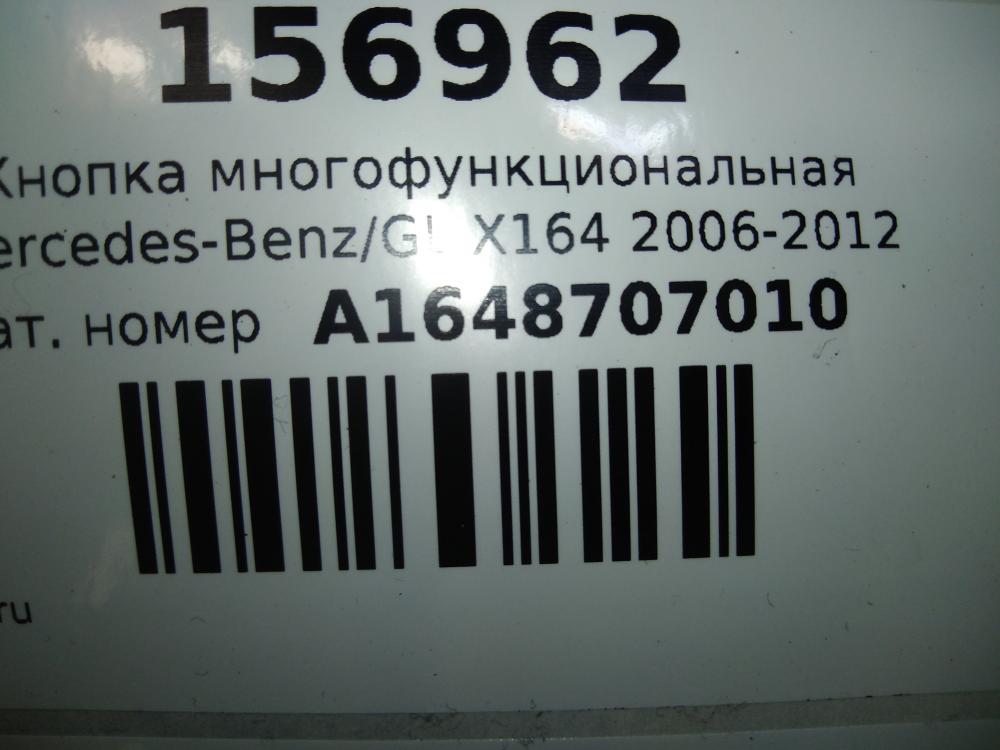 156962
Кнопка многофункциональная
ercedes-Benz/GL X164 2006-2012
ат. номер A1648707010
ru